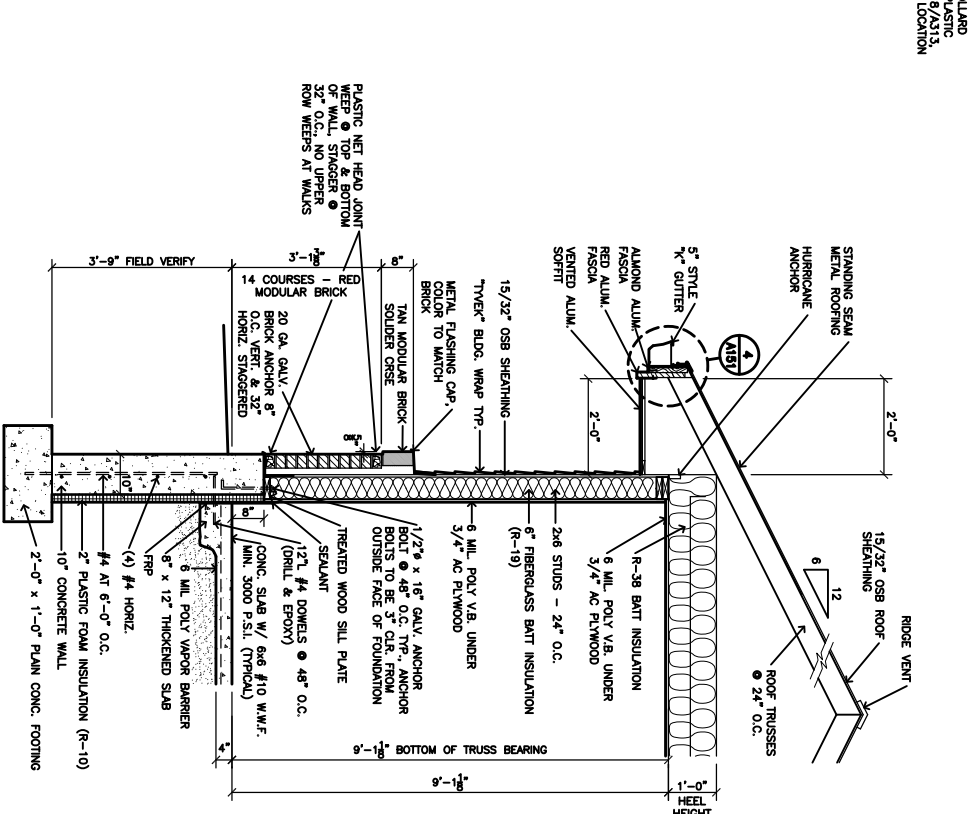 OLLARD
PLASTIC
8/A313,
LOCATION
RIDGE VENT
15/32" OSB ROOF
SHEATHING
12
6
ROOF TRUSSES
@ 24" O.C.
STANDING SEAM
METAL ROOFING
HURRICANE
ANCHOR
4
A151
5" STYLE
"K" GUTTER
ALMOND ALUM.
FASCIA
RED ALUM.
FASCIA
VENTED ALUM.
SOFFIT
2'-0"
2'-0"
R-38 BATT INSULATION
6 MIL POLY V.B. UNDER
3/4" AC PLYWOOD
1'-0"
HEEL
HEIGHT
15/32" OSB SHEATHING
"TYVEK" BLDG. WRAP TYP.
METAL FLASHING CAP,
COLOR TO MATCH
BRICK
TAN MODULAR BRICK
SOLIDER CRSE
2x6 STUDS - 24" O.C.
6" FIBERGLASS BATT INSULATION
(R-19)
6 MIL POLY V.B. UNDER
3/4" AC PLYWOOD
PLASTIC NET HEAD JOINT
WEEP @ TOP & BOTTOM
OF WALL, STAGGER @
32" O.C., NO UPPER
ROW WEEPS AT WALKS
8"
3'-1 3/8"
3'-9" FIELD VERIFY
14 COURSES - RED
MODULAR BRICK
20 GA. GALV.
BRICK ANCHOR 8"
O.C. VERT. & 32"
HORIZ. STAGGERED
1/2"ø x 16" GALV. ANCHOR
BOLT @ 48" O.C. TYP., ANCHOR
BOLTS TO BE 3" CLR. FROM
OUTSIDE FACE OF FOUNDATION
TREATED WOOD SILL PLATE
SEALANT
12"L #4 DOWELS @ 48" O.C.
(DRILL & EPOXY)
CONC. SLAB W/ 6x6 #10 W.W.F.
MIN. 3000 P.S.I. (TYPICAL)
9'-1 1/8" BOTTOM OF TRUSS BEARING
9'-1 1/8"
4"
8"
10"
6 MIL POLY VAPOR BARRIER
8" x 12" THICKENED SLAB
FRP
(4) #4 HORIZ.
#4 AT 6'-0" O.C.
2" PLASTIC FOAM INSULATION (R-10)
10" CONCRETE WALL
2'-0" x 1'-0" PLAIN CONC. FOOTING